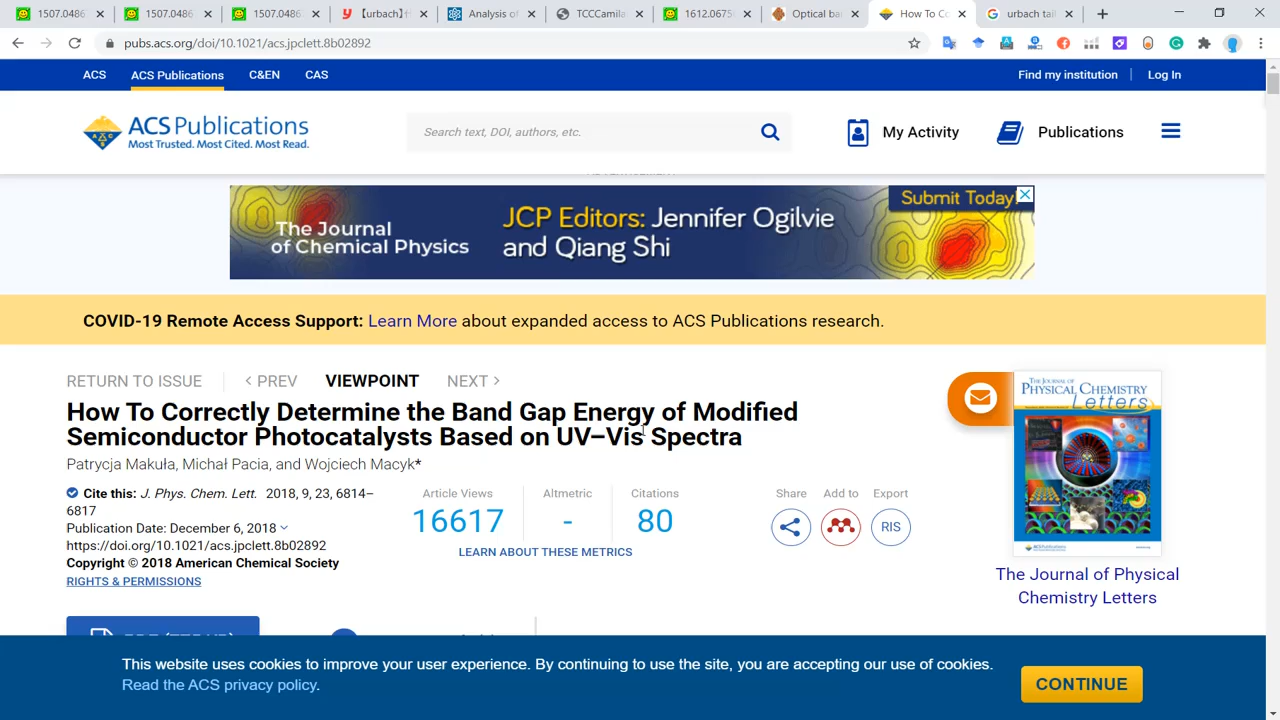 1507.0486
1507.0486
1507.0486
【urbach】
Analysis of
TCCCamila
1612.0675
Optical ba
How To Co
urbach tail
pubs.acs.org/doi/10.1021/acs.jpclett.8b02892
ACS
ACS Publications
C&EN
CAS
Find my institution
Log In
ACS Publications
Most Trusted. Most Cited. Most Read.
Search text, DOI, authors, etc.
My Activity
Publications
The Journal
of Chemical Physics
JCP Editors: Jennifer Ogilvie
and Qiang Shi
Submit Today!
COVID-19 Remote Access Support: Learn More about expanded access to ACS Publications research.
RETURN TO ISSUE
< PREV
VIEWPOINT
NEXT >
How To Correctly Determine the Band Gap Energy of Modified
Semiconductor Photocatalysts Based on UV–Vis Spectra
Patrycja Makuła, Michał Pacia, and Wojciech Macyk*
Cite this: J. Phys. Chem. Lett. 2018, 9, 23, 6814–
6817
Publication Date: December 6, 2018
https://doi.org/10.1021/acs.jpclett.8b02892
Copyright © 2018 American Chemical Society
RIGHTS & PERMISSIONS
Article Views
16617
Altmetric
-
Citations
80
LEARN ABOUT THESE METRICS
Share
Add to
Export
RIS
THE JOURNAL OF
PHYSICAL CHEMISTRY
Letters
The Journal of Physical
Chemistry Letters
This website uses cookies to improve your user experience. By continuing to use the site, you are accepting our use of cookies.
Read the ACS privacy policy.
CONTINUE